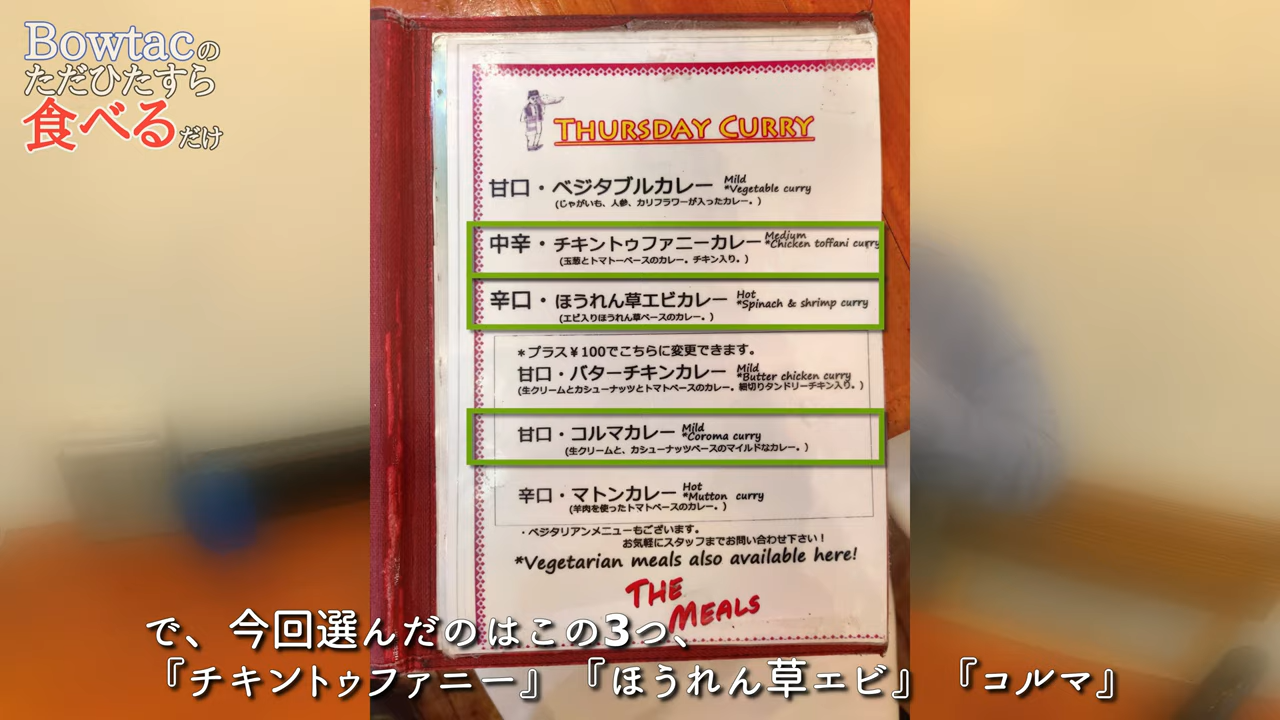 Bowtacの
ただひたすら
食べるだけ
THURSDAY CURRY
甘口・ベジタブルカレー Mild *Vegetable curry
(じゃがいも、人参、カリフラワーが入ったカレー。)
中辛・チキントゥファニーカレー Medium *Chicken toffani curry
(玉葱とトマトーベースのカレー。チキン入り。)
辛口・ほうれん草エビカレー Hot *Spinach & shrimp curry
(エビ入りほうれん草ベースのカレー。)
*プラス¥100でこちらに変更できます。
甘口・バターチキンカレー Mild *Butter chicken curry
(生クリームとカシューナッツとトマトベースのカレー。細切りタンドリーチキン入り。)
甘口・コルマカレー Mild *Coroma curry
(生クリームと、カシューナッツベースのマイルドなカレー。)
辛口・マトンカレー Hot *Mutton curry
(羊肉を使ったトマトベースのカレー。)
・ベジタリアンメニューもございます。
お気軽にスタッフまでお問い合わせ下さい！
*Vegetarian meals also available here!
THE MEALS
で、今回選んだのはこの3つ、
『チキントゥファニー』『ほうれん草エビ』『コルマ』